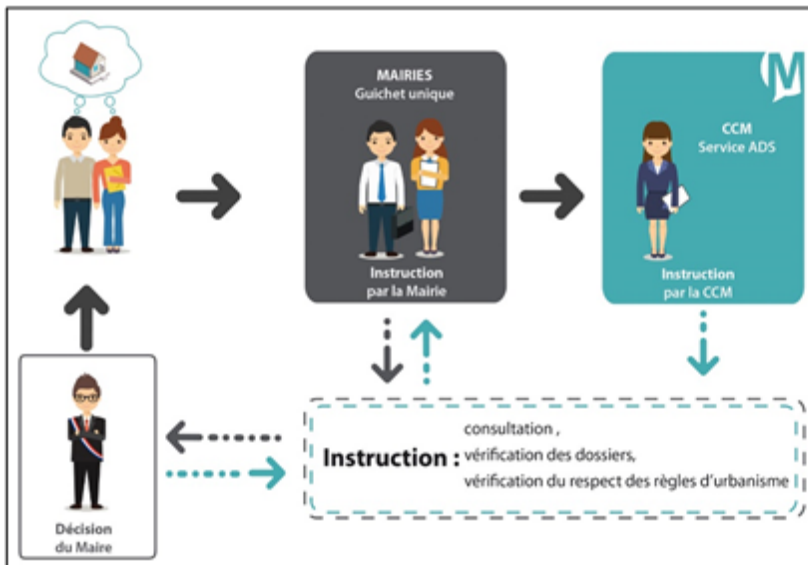 MAIRIES
Guichet unique
Instruction
par la Mairie
M
CCM
Service ADS
Instruction
par la CCM
Instruction :
consultation ,
vérification des dossiers,
vérification du respect des règles d'urbanisme
Décision
du Maire